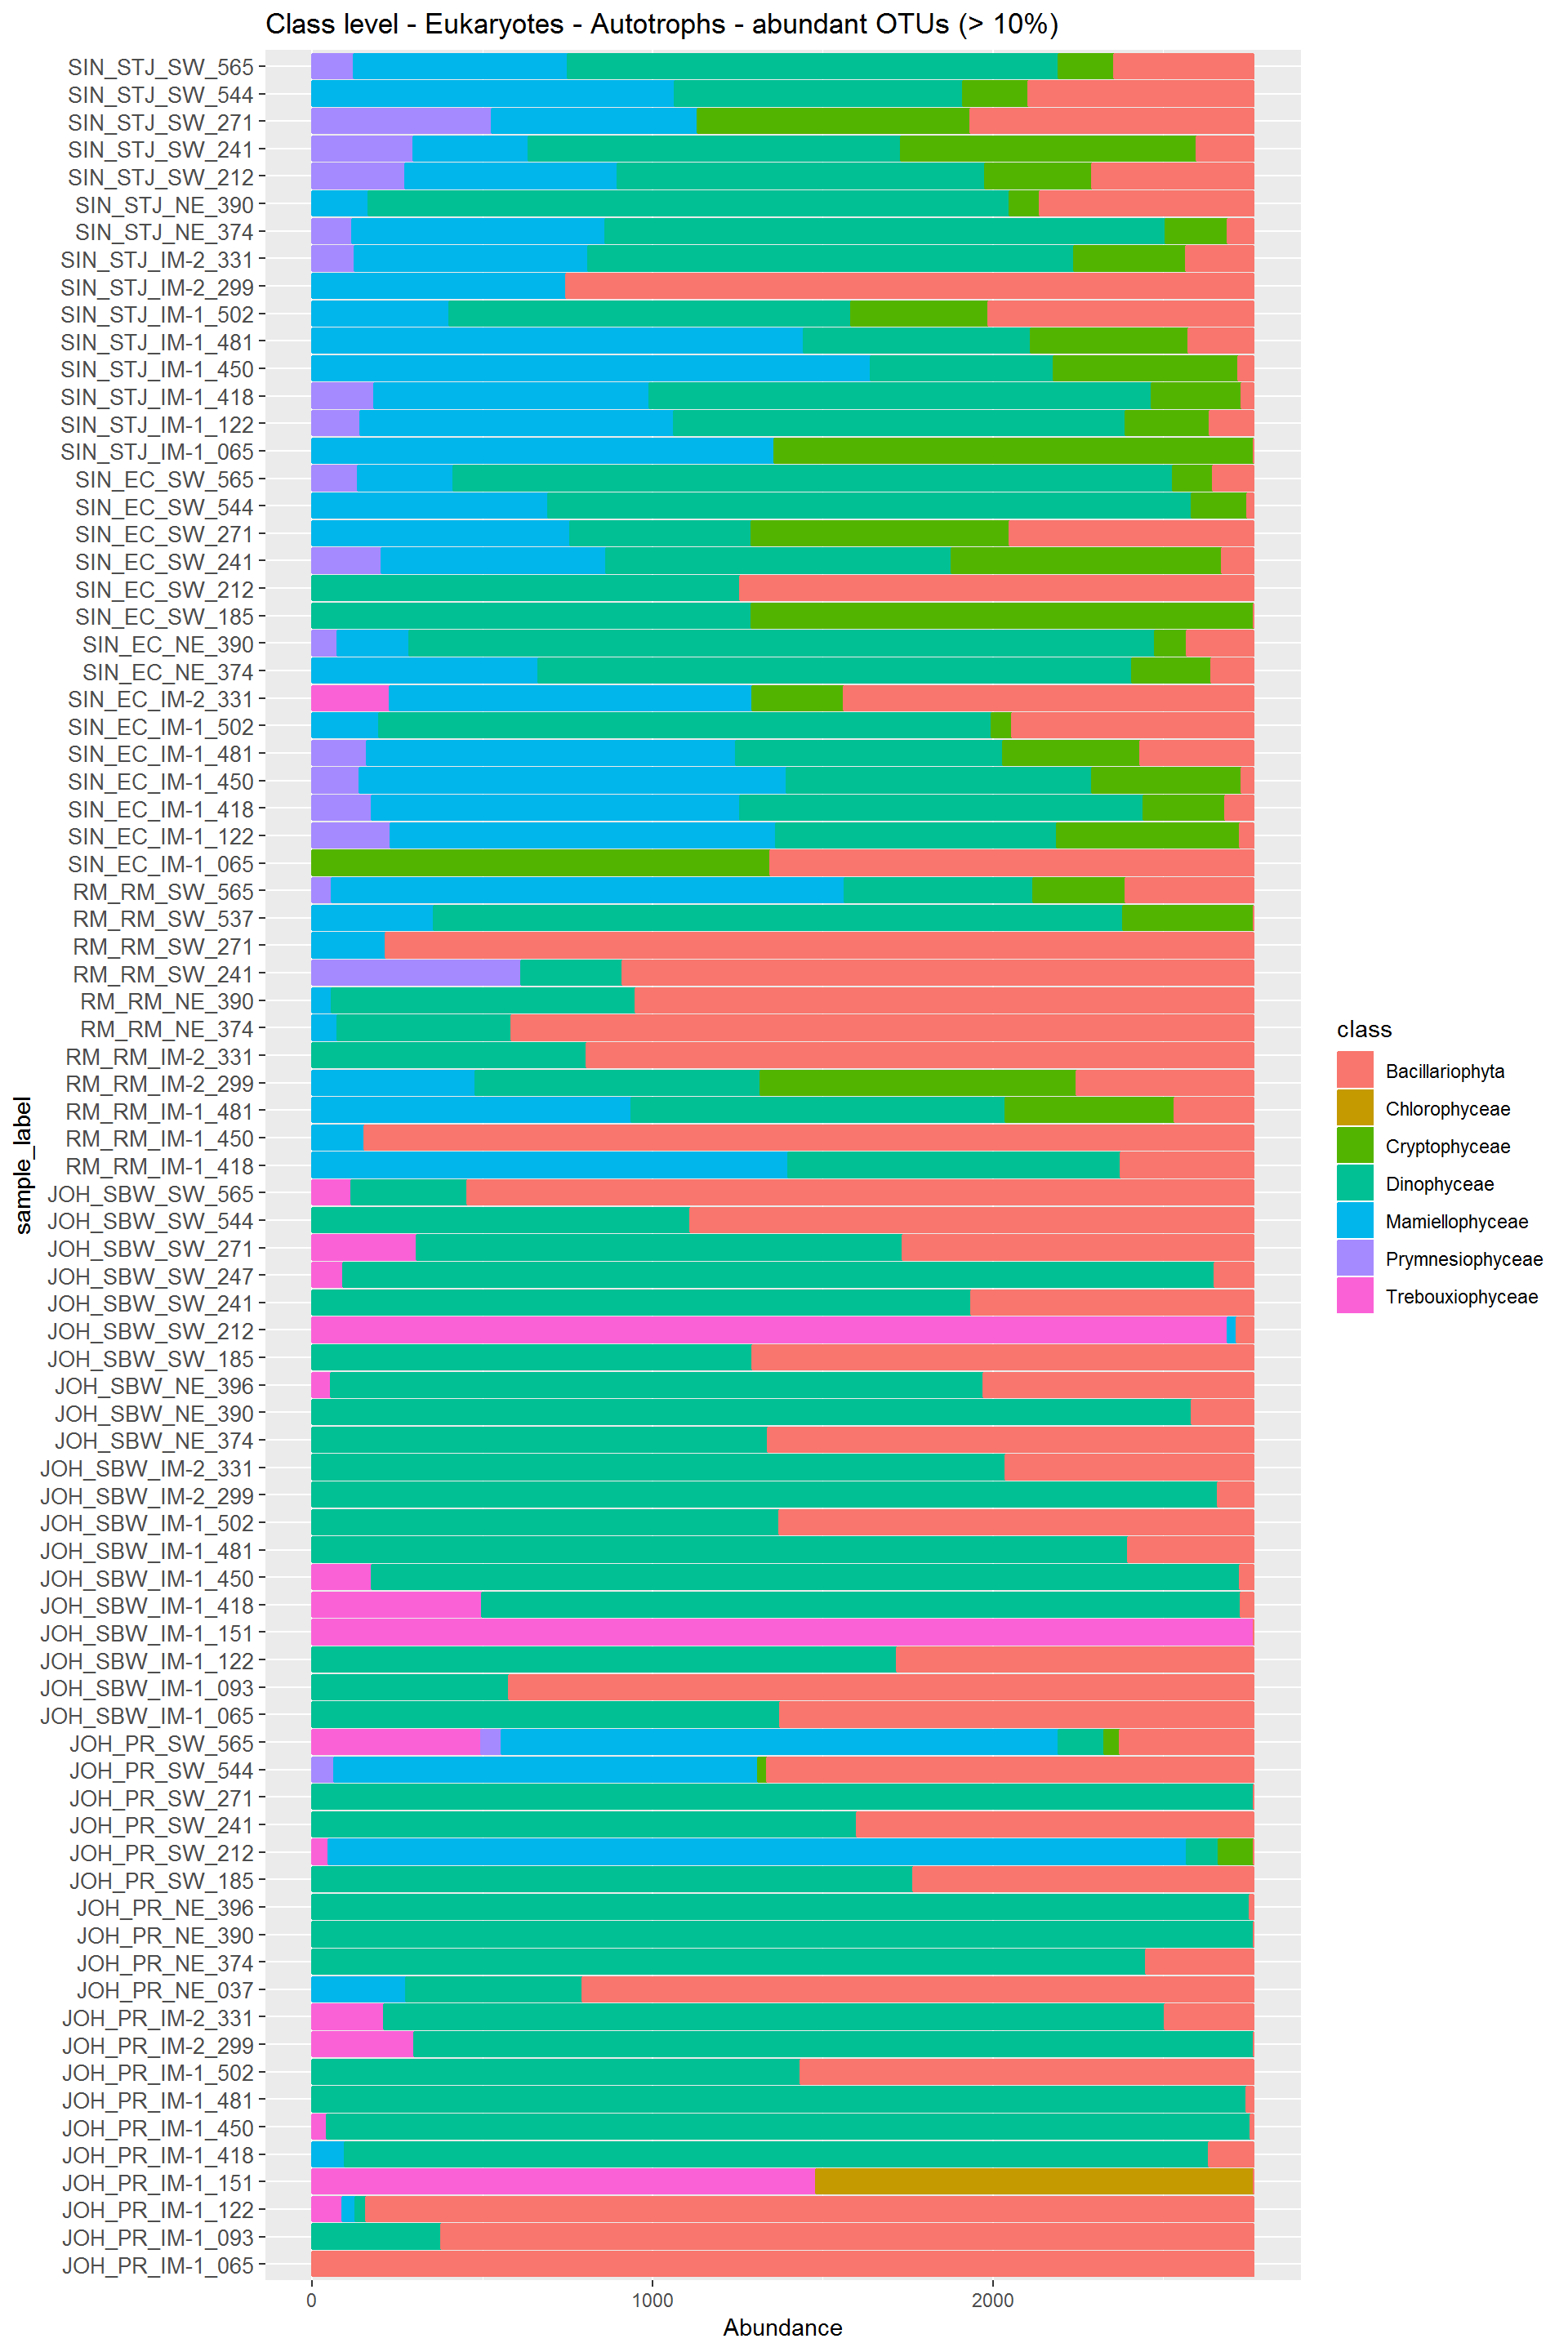 Class level - Eukaryotes - Autotrophs - abundant OTUs (> 10%)
SIN_STJ_SW_565
SIN_STJ_SW_544
SIN_STJ_SW_271
SIN_STJ_SW_241
SIN_STJ_SW_212
SIN_STJ_NE_390
SIN_STJ_NE_374
SIN_STJ_IM-2_331
SIN_STJ_IM-2_299
SIN_STJ_IM-1_502
SIN_STJ_IM-1_481
SIN_STJ_IM-1_450
SIN_STJ_IM-1_418
SIN_STJ_IM-1_122
SIN_STJ_IM-1_065
SIN_EC_SW_565
SIN_EC_SW_544
SIN_EC_SW_271
SIN_EC_SW_241
SIN_EC_SW_212
SIN_EC_SW_185
SIN_EC_NE_390
SIN_EC_NE_374
SIN_EC_IM-2_331
SIN_EC_IM-1_502
SIN_EC_IM-1_481
SIN_EC_IM-1_450
SIN_EC_IM-1_418
SIN_EC_IM-1_122
SIN_EC_IM-1_065
RM_RM_SW_565
RM_RM_SW_537
RM_RM_SW_271
RM_RM_SW_241
RM_RM_NE_390
RM_RM_NE_374
RM_RM_IM-2_331
RM_RM_IM-2_299
RM_RM_IM-1_481
RM_RM_IM-1_450
RM_RM_IM-1_418
JOH_SBW_SW_565
JOH_SBW_SW_544
JOH_SBW_SW_271
JOH_SBW_SW_247
JOH_SBW_SW_241
JOH_SBW_SW_212
JOH_SBW_SW_185
JOH_SBW_NE_396
JOH_SBW_NE_390
JOH_SBW_NE_374
JOH_SBW_IM-2_331
JOH_SBW_IM-2_299
JOH_SBW_IM-1_502
JOH_SBW_IM-1_481
JOH_SBW_IM-1_450
JOH_SBW_IM-1_418
JOH_SBW_IM-1_151
JOH_SBW_IM-1_122
JOH_SBW_IM-1_093
JOH_SBW_IM-1_065
JOH_PR_SW_565
JOH_PR_SW_544
JOH_PR_SW_271
JOH_PR_SW_241
JOH_PR_SW_212
JOH_PR_SW_185
JOH_PR_NE_396
JOH_PR_NE_390
JOH_PR_NE_374
JOH_PR_NE_037
JOH_PR_IM-2_331
JOH_PR_IM-2_299
JOH_PR_IM-1_502
JOH_PR_IM-1_481
JOH_PR_IM-1_450
JOH_PR_IM-1_418
JOH_PR_IM-1_151
JOH_PR_IM-1_122
JOH_PR_IM-1_093
JOH_PR_IM-1_065
sample_label
0 1000 2000
Abundance
class
Bacillariophyta
Chlorophyceae
Cryptophyceae
Dinophyceae
Mamiellophyceae
Prymnesiophyceae
Trebouxiophyceae